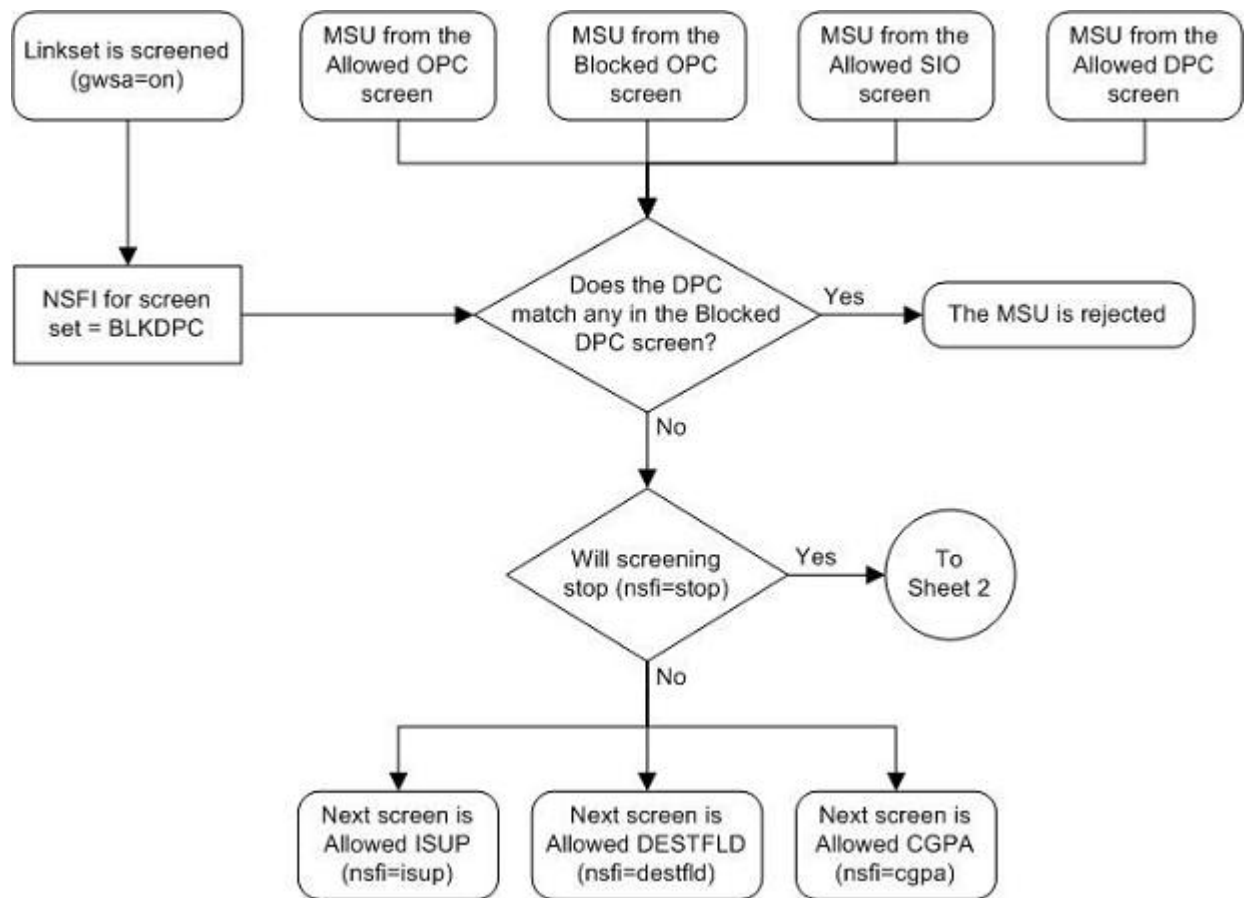 Linkset is screened
(gwsa=on)
MSU from the
Allowed OPC
screen
MSU from the
Blocked OPC
screen
MSU from the
Allowed SIO
screen
MSU from the
Allowed DPC
screen
NSFI for screen
set = BLKDPC
Does the DPC
match any in the Blocked
DPC screen?
Yes
The MSU is rejected
No
Will screening
stop (nsfi=stop)
Yes
To
Sheet 2
No
Next screen is
Allowed ISUP
(nsfi=isup)
Next screen is
Allowed DESTFLD
(nsfi=destfld)
Next screen is
Allowed CGPA
(nsfi=cgpa)